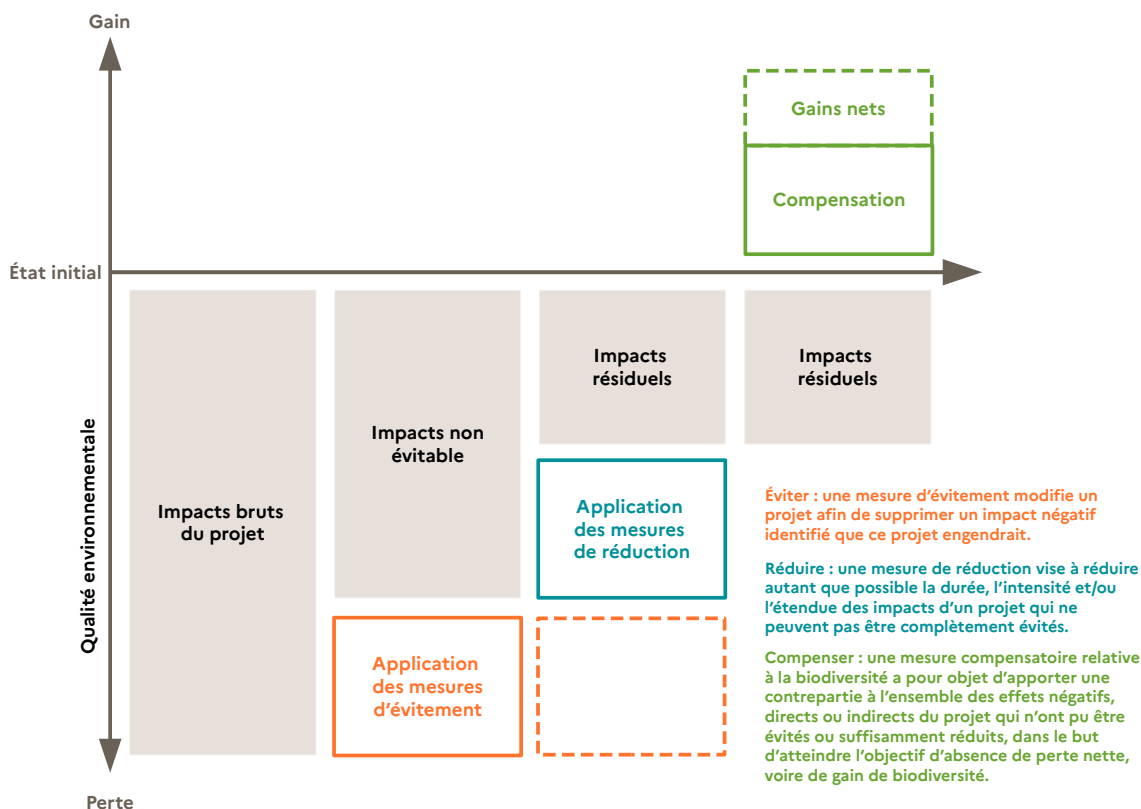 Gain
Gains nets
Compensation
État initial
Qualité environnementale
Impacts bruts
du projet
Impacts non
évitable
Impacts
résiduels
Impacts
résiduels
Application
des mesures
de réduction
Application
des mesures
d'évitement
Éviter : une mesure d'évitement modifie un
projet afin de supprimer un impact négatif
identifié que ce projet engendrait.
Réduire : une mesure de réduction vise à réduire
autant que possible la durée, l'intensité et/ou
l'étendue des impacts d'un projet qui ne
peuvent pas être complètement évités.
Compenser : une mesure compensatoire relative
à la biodiversité a pour objet d'apporter une
contrepartie à l'ensemble des effets négatifs,
directs ou indirects du projet qui n'ont pu être
évités ou suffisamment réduits, dans le but
d'atteindre l'objectif d'absence de perte nette,
voire de gain de biodiversité.
Perte